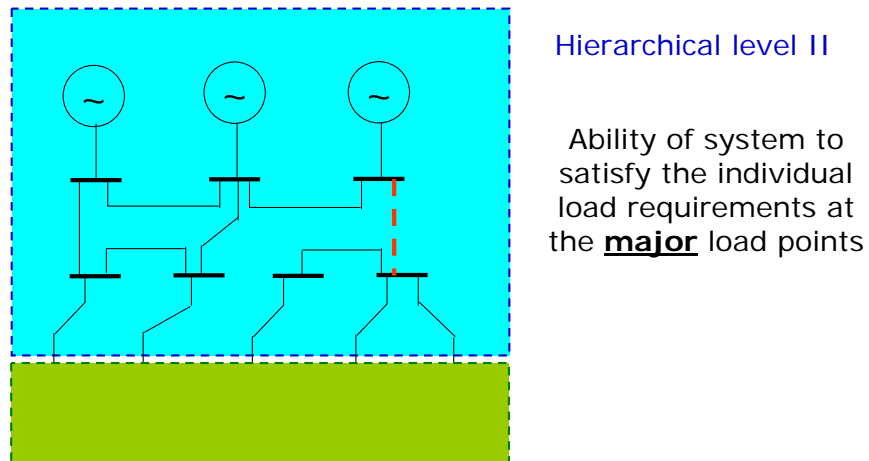 Hierarchical level II
~ ~ ~
Ability of system to
satisfy the individual
load requirements at
the major load points